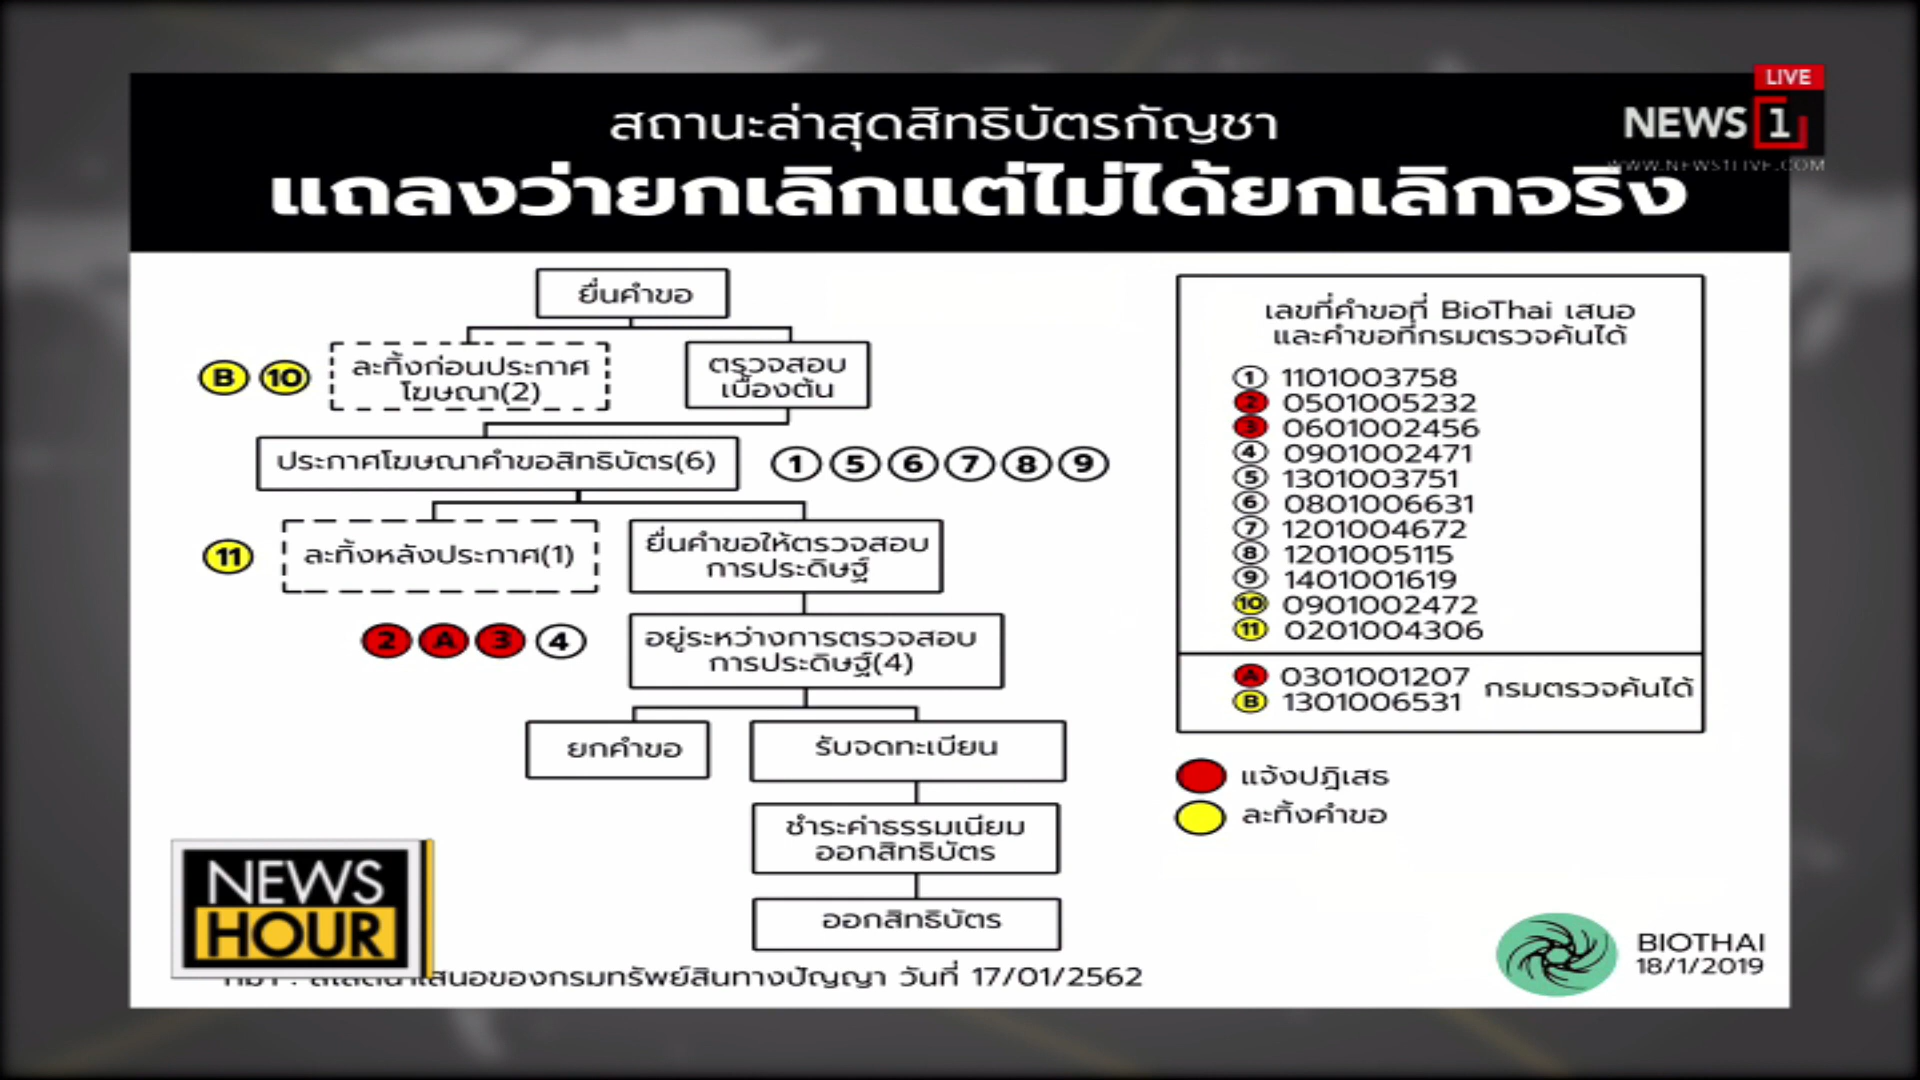 LIVE
NEWS 1
WWW.NEWS1LIVE.COM
สถานะล่าสุดสิทธิบัตรกัญชา
แถลงว่ายกเลิกแต่ไม่ได้ยกเลิกจริง
ยื่นคำขอ
B 10
ละทิ้งก่อนประกาศ
โฆษณา(2)
ตรวจสอบ
เบื้องต้น
ประกาศโฆษณาคำขอสิทธิบัตร(6)
1 5 6 7 8 9
11
ละทิ้งหลังประกาศ(1)
ยื่นคำขอให้ตรวจสอบ
การประดิษฐ์
2 A 3 4
อยู่ระหว่างการตรวจสอบ
การประดิษฐ์(4)
ยกคำขอ
รับจดทะเบียน
ชำระค่าธรรมเนียม
ออกสิทธิบัตร
ออกสิทธิบัตร
เลขที่คำขอที่ BioThai เสนอ
และคำขอที่กรมตรวจค้นได้
1 1101003758
2 0501005232
3 0601002456
4 0901002471
5 1301003751
6 0801006631
7 1201004672
8 1201005115
9 1401001619
10 0901002472
11 0201004306
A 0301001207
B 1301006531
กรมตรวจค้นได้
แจ้งปฏิเสธ
ละทิ้งคำขอ
NEWS
HOUR
ที่มา : สไลด์นำเสนอของกรมทรัพย์สินทางปัญญา วันที่ 17/01/2562
BIOTHAI
18/1/2019